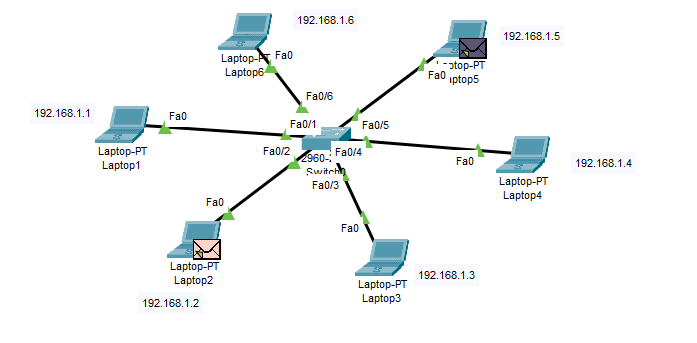 192.168.1.6
192.168.1.5
Fa0
Laptop-PT
Laptop6
Fa0
Fa0/6
192.168.1.1
Fa0
Fa0/1
Fa0/5
Laptop-PT
Laptop1
Fa0/2
Fa0/4
2960-
Fa0
192.168.1.4
Laptop-PT
Laptop4
Fa0/3
Fa0
Fa0
Laptop-PT
Laptop2
192.168.1.3
Laptop-PT
Laptop3
192.168.1.2